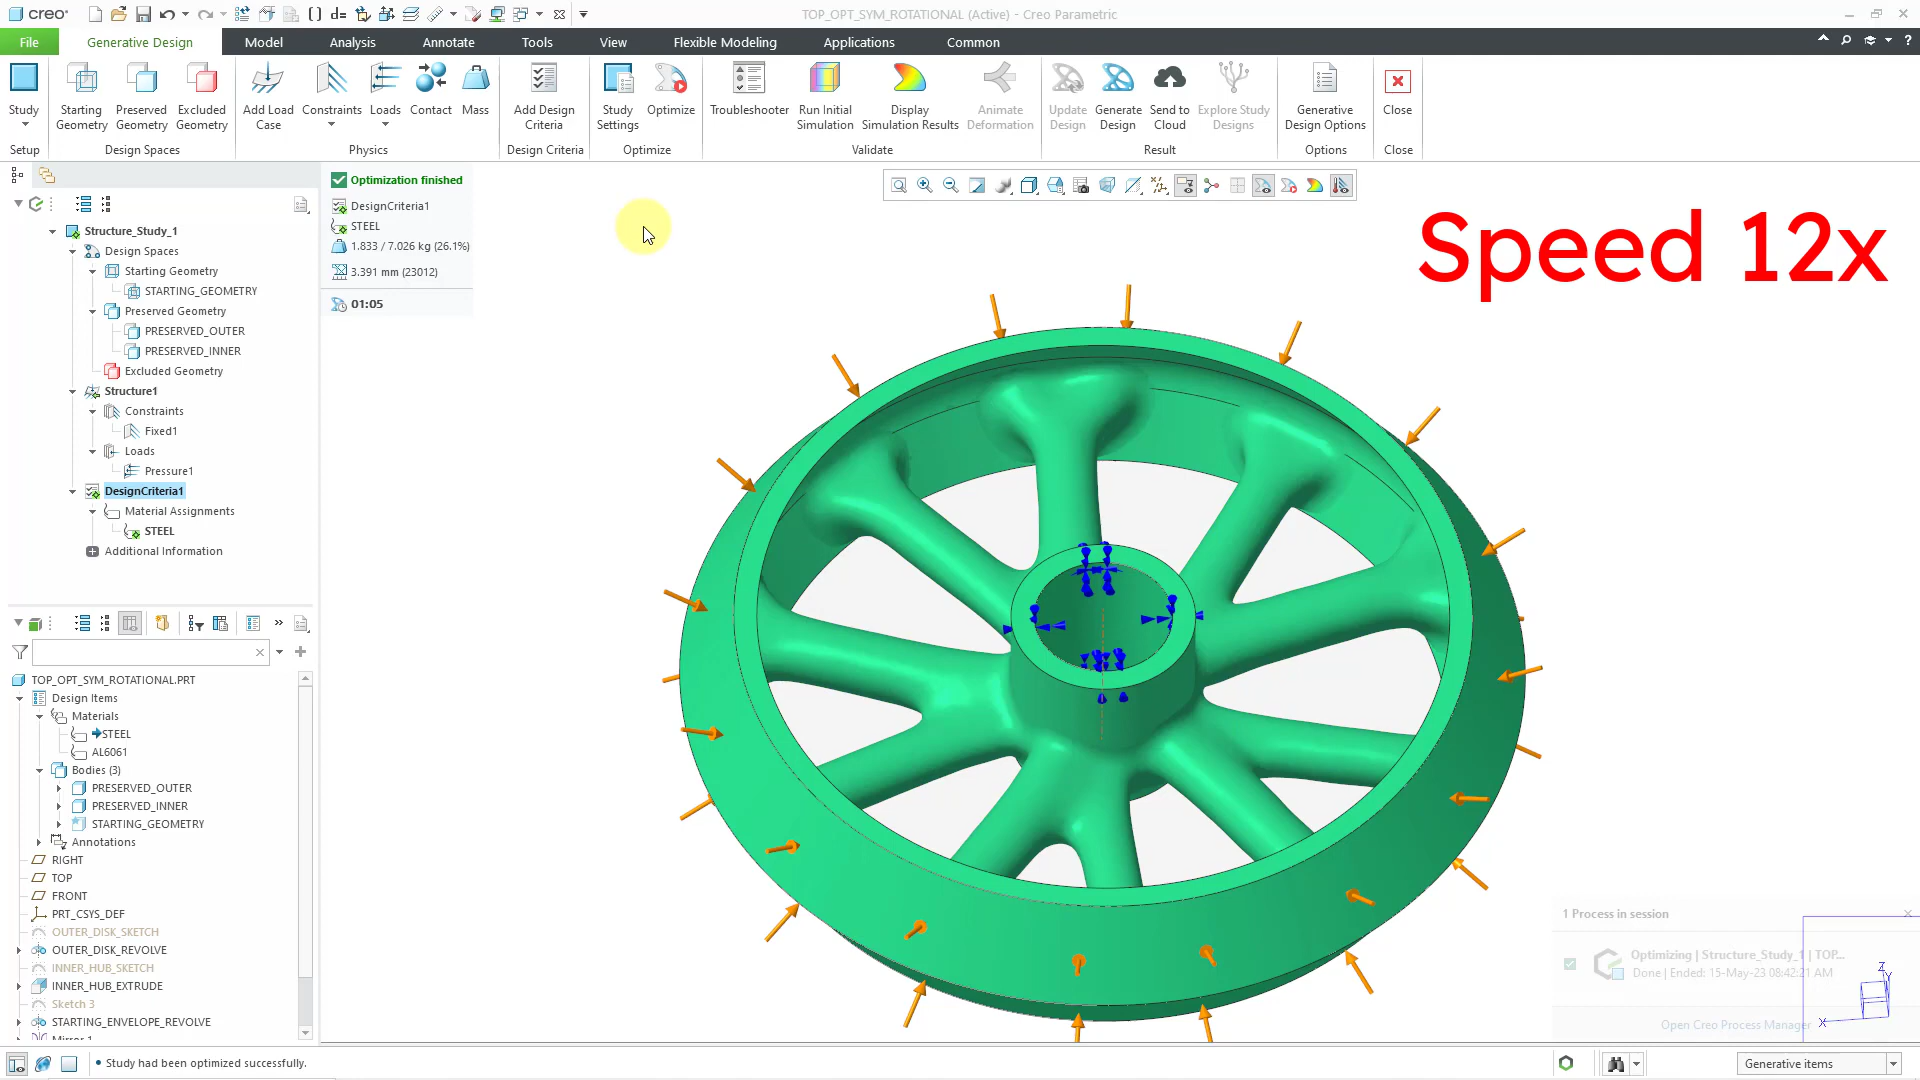 creo
TOP_OPT_SYM_ROTATIONAL (Active) - Creo Parametric
File
Generative Design
Model
Analysis
Annotate
Tools
View
Flexible Modeling
Applications
Common
Study
Starting Geometry
Preserved Geometry
Excluded Geometry
Add Load Case
Constraints
Loads
Contact
Mass
Add Design Criteria
Study Settings
Optimize
Troubleshooter
Run Initial Simulation
Display Simulation Results
Animate Deformation
Update Design
Generate Design
Send to Cloud
Explore Study Designs
Generative Design Options
Close
Setup
Design Spaces
Physics
Design Criteria
Optimize
Validate
Result
Options
Close
Optimization finished
DesignCriteria1
STEEL
1.833 / 7.026 kg (26.1%)
3.391 mm (23012)
01:05
Speed 12x
Structure_Study_1
Design Spaces
Starting Geometry
STARTING_GEOMETRY
Preserved Geometry
PRESERVED_OUTER
PRESERVED_INNER
Excluded Geometry
Structure1
Constraints
Fixed1
Loads
Pressure1
DesignCriteria1
Material Assignments
STEEL
Additional Information
TOP_OPT_SYM_ROTATIONAL.PRT
Design Items
Materials
STEEL
AL6061
Bodies (3)
PRESERVED_OUTER
PRESERVED_INNER
STARTING_GEOMETRY
Annotations
RIGHT
TOP
FRONT
PRT_CSYS_DEF
OUTER_DISK_SKETCH
OUTER_DISK_REVOLVE
INNER_HUB_SKETCH
INNER_HUB_EXTRUDE
Sketch 3
STARTING_ENVELOPE_REVOLVE
Mirror 1
1 Process in session
Optimizing | Structure_Study_1 | TOP...
Done | Ended: 15-May-23 08:42:21 AM
Open Creo Process Manager
Z
Y
X
• Study had been optimized successfully.
Generative items